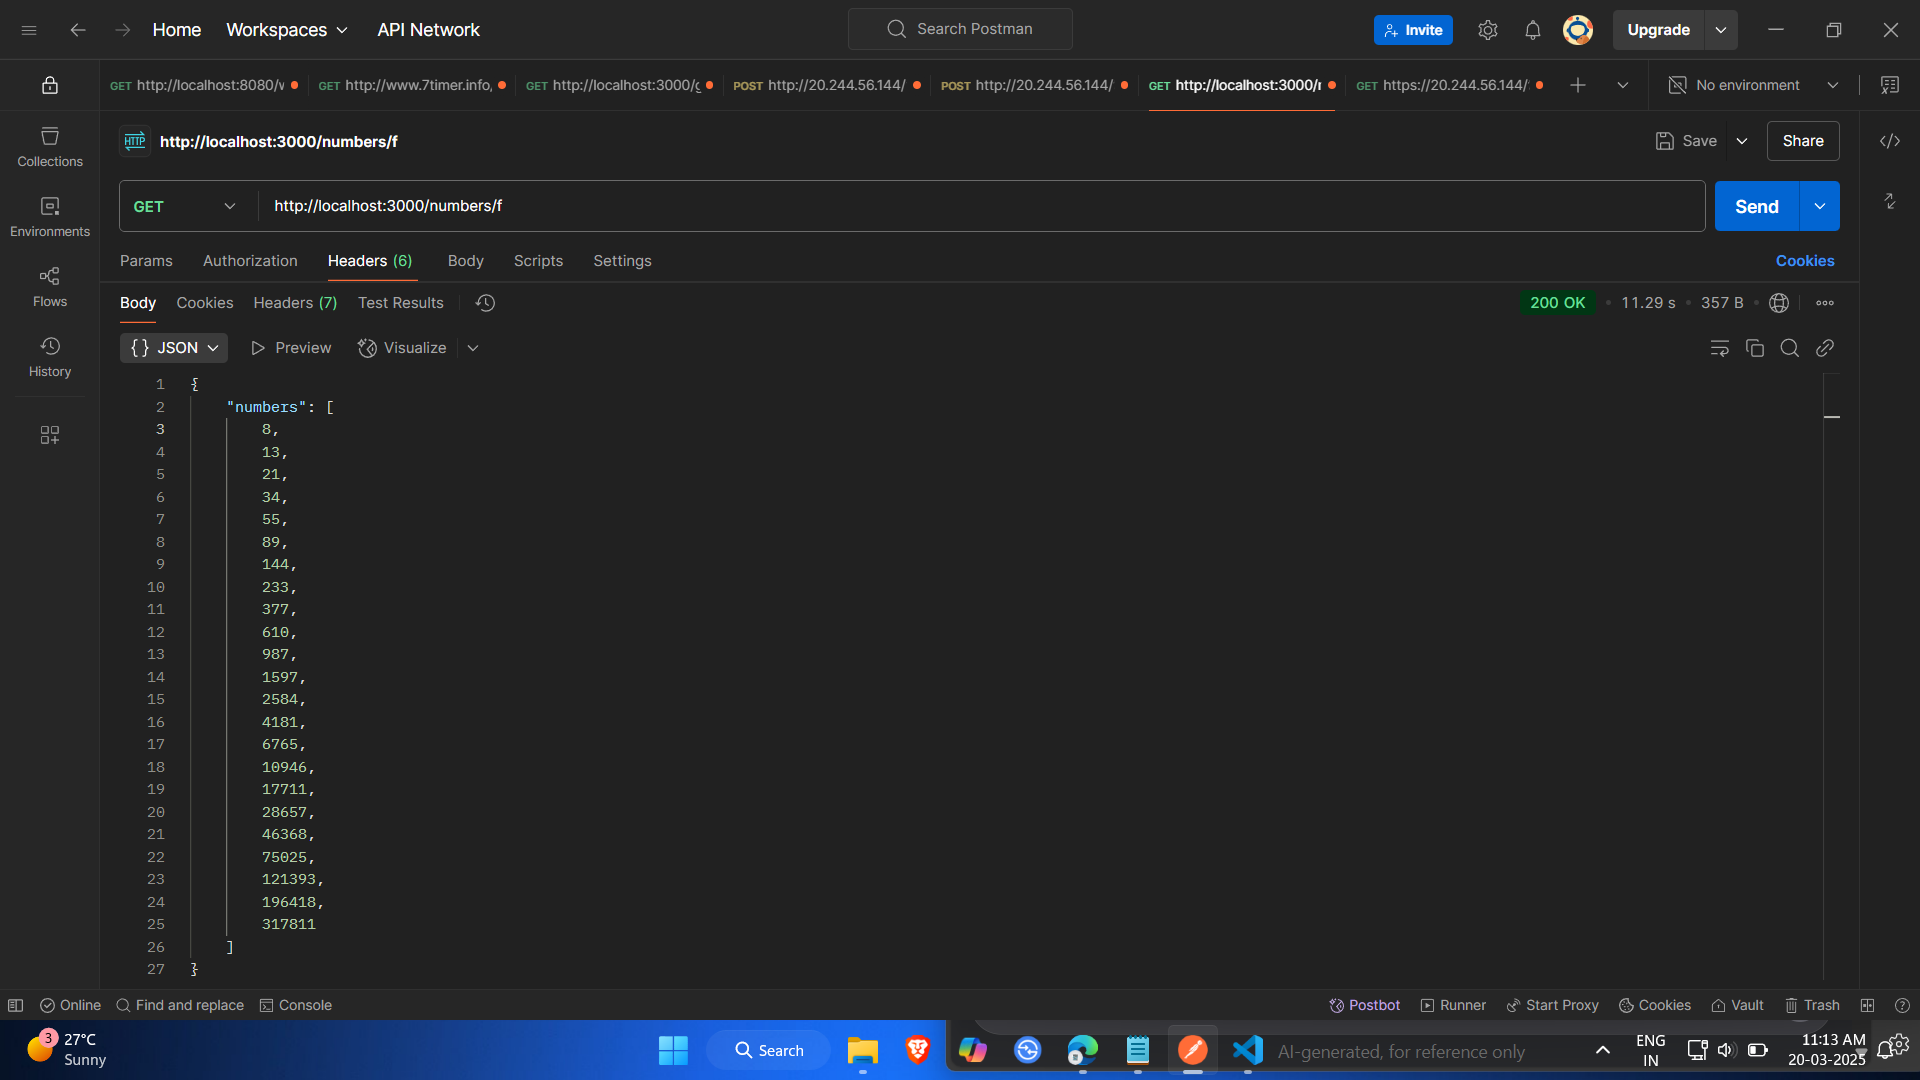 Home Workspaces API Network Search Postman Invite Upgrade
GET http://localhost:8080/v GET http://www.7timer.info, GET http://localhost:3000/g POST http://20.244.56.144/ POST http://20.244.56.144/ GET http://localhost:3000/r GET https://20.244.56.144/ No environment
HTTP http://localhost:3000/numbers/f Save Share
Collections
GET http://localhost:3000/numbers/f Send
Environments
Params Authorization Headers (6) Body Scripts Settings Cookies
Flows
Body Cookies Headers (7) Test Results 200 OK • 11.29 s • 357 B •
{} JSON Preview Visualize
History
1 {
2 "numbers": [
3 8,
4 13,
5 21,
6 34,
7 55,
8 89,
9 144,
10 233,
11 377,
12 610,
13 987,
14 1597,
15 2584,
16 4181,
17 6765,
18 10946,
19 17711,
20 28657,
21 46368,
22 75025,
23 121393,
24 196418,
25 317811
26 ]
27 }
Online Find and replace Console Postbot Runner Start Proxy Cookies Vault Trash
3 27°C
Sunny
Search
AI-generated, for reference only
ENG
IN
11:13 AM
20-03-2025